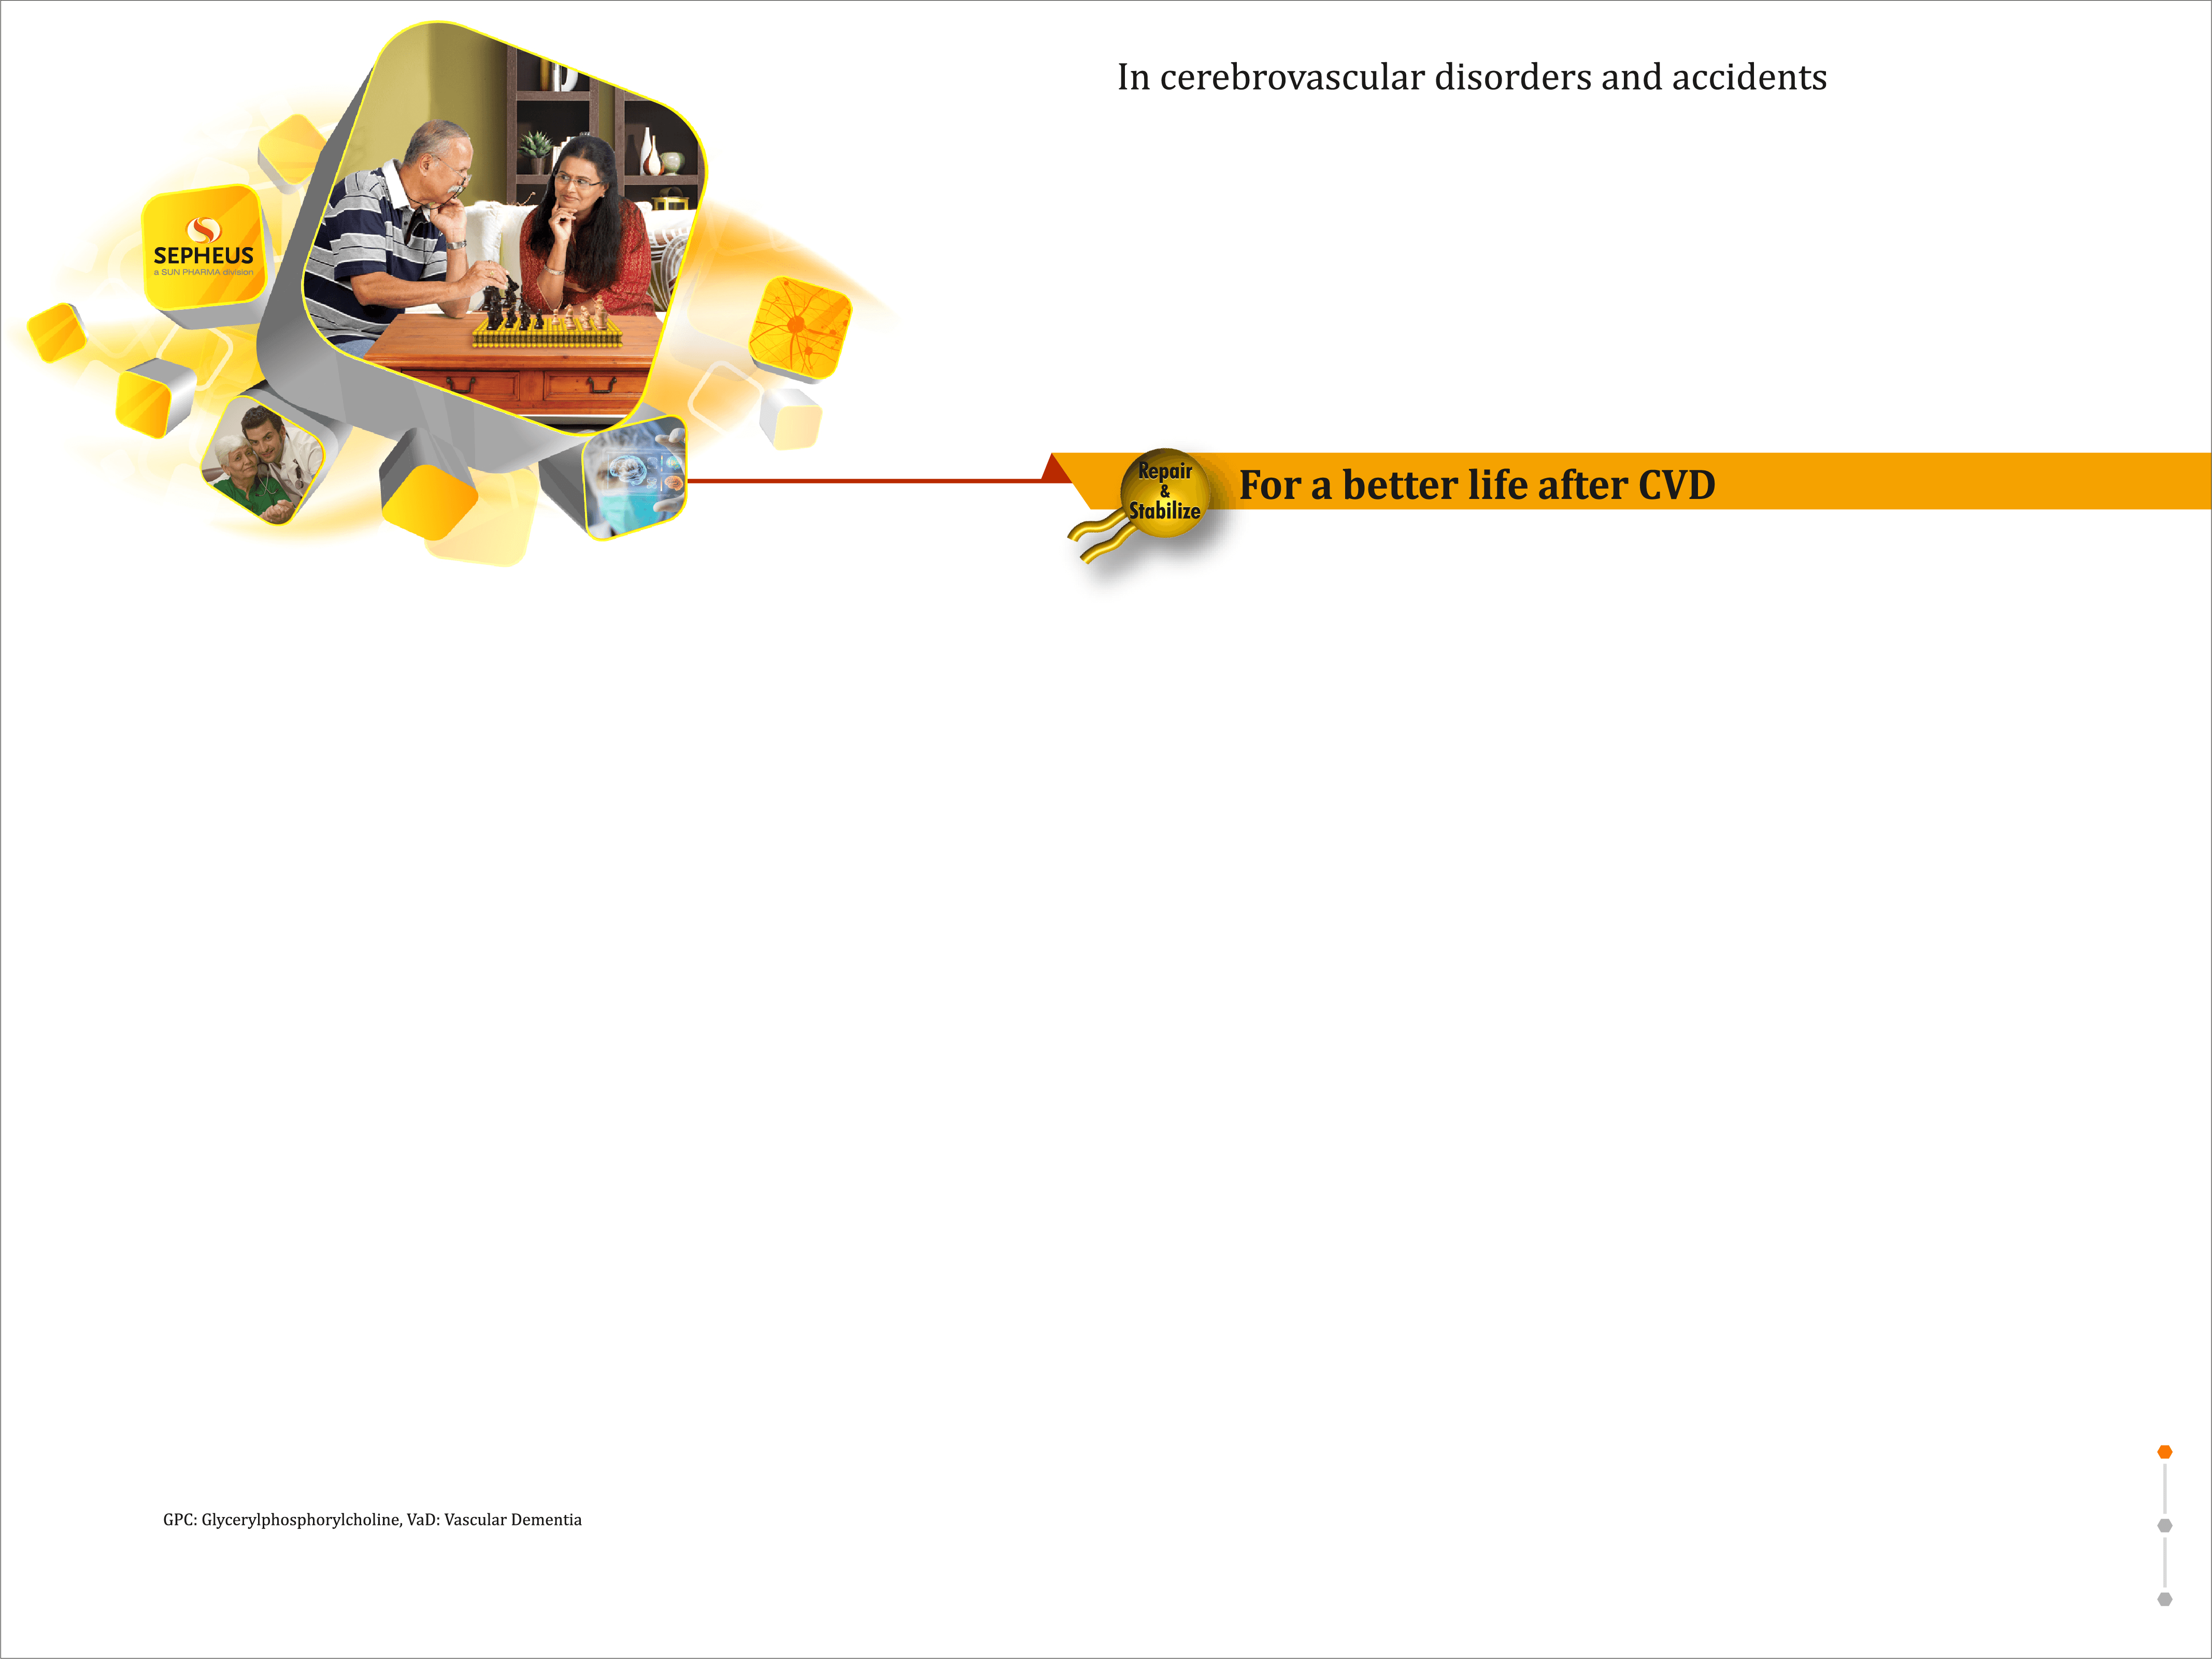 In cerebrovascular disorders and accidents
SEPHEUS
a SUN PHARMA division
Repair
&
Stabilize
For a better life after CVD
GPC: Glycerylphosphorylcholine, VaD: Vascular Dementia